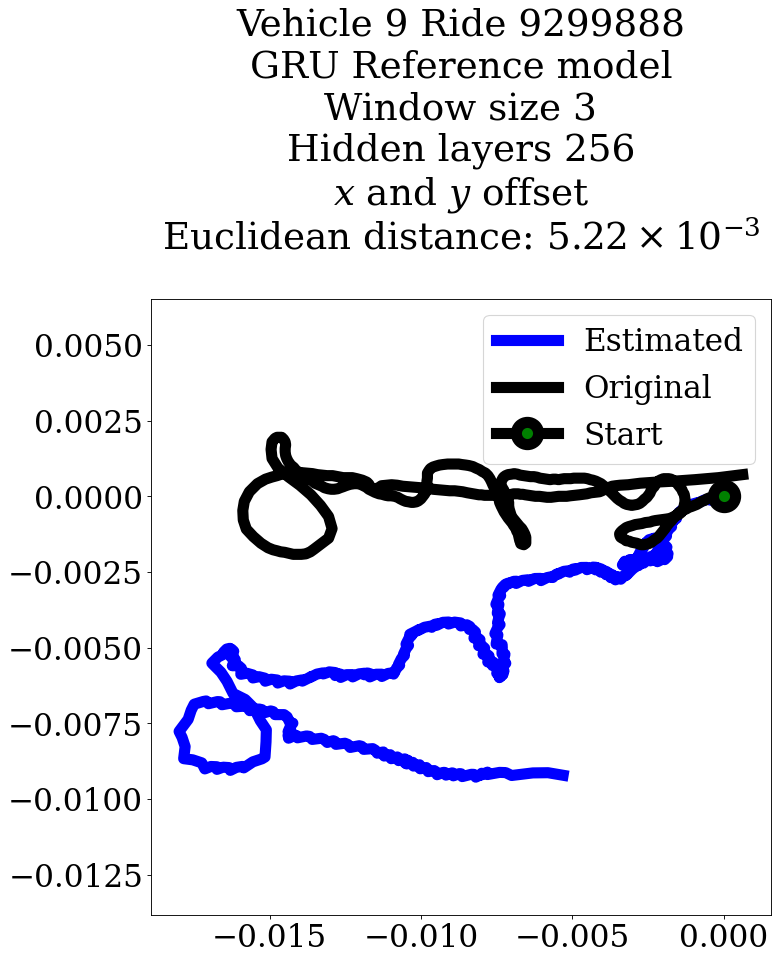 Vehicle 9 Ride 9299888
GRU Reference model
Window size 3
Hidden layers 256
x and y offset
Euclidean distance: 5.22 × 10⁻³
Estimated
Original
Start
0.0050
0.0025
0.0000
−0.0025
−0.0050
−0.0075
−0.0100
−0.0125
−0.015 −0.010 −0.005 0.000